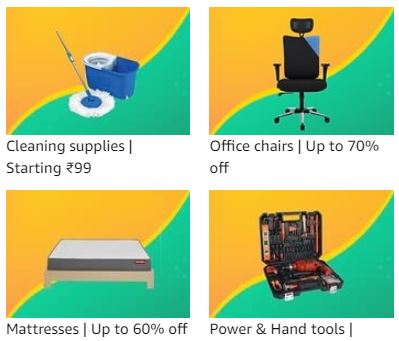 Cleaning supplies |
Starting ₹99
Office chairs | Up to 70%
off
Mattresses | Up to 60% off
Power & Hand tools |